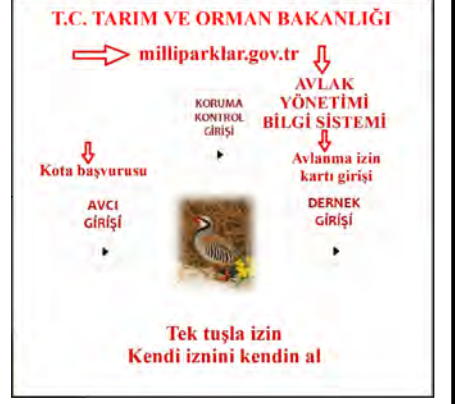 T.C. TARIM VE ORMAN BAKANLIĞI
milliparklar.gov.tr
AVLAK
YÖNETİMİ
BİLGİ SİSTEMİ
KORUMA
KONTROL
GİRİŞİ
Kota başvurusu
Avlanma izin
kartı girişi
AVCI
GİRİŞİ
DERNEK
GİRİŞİ
Tek tuşla izin
Kendi iznini kendin al